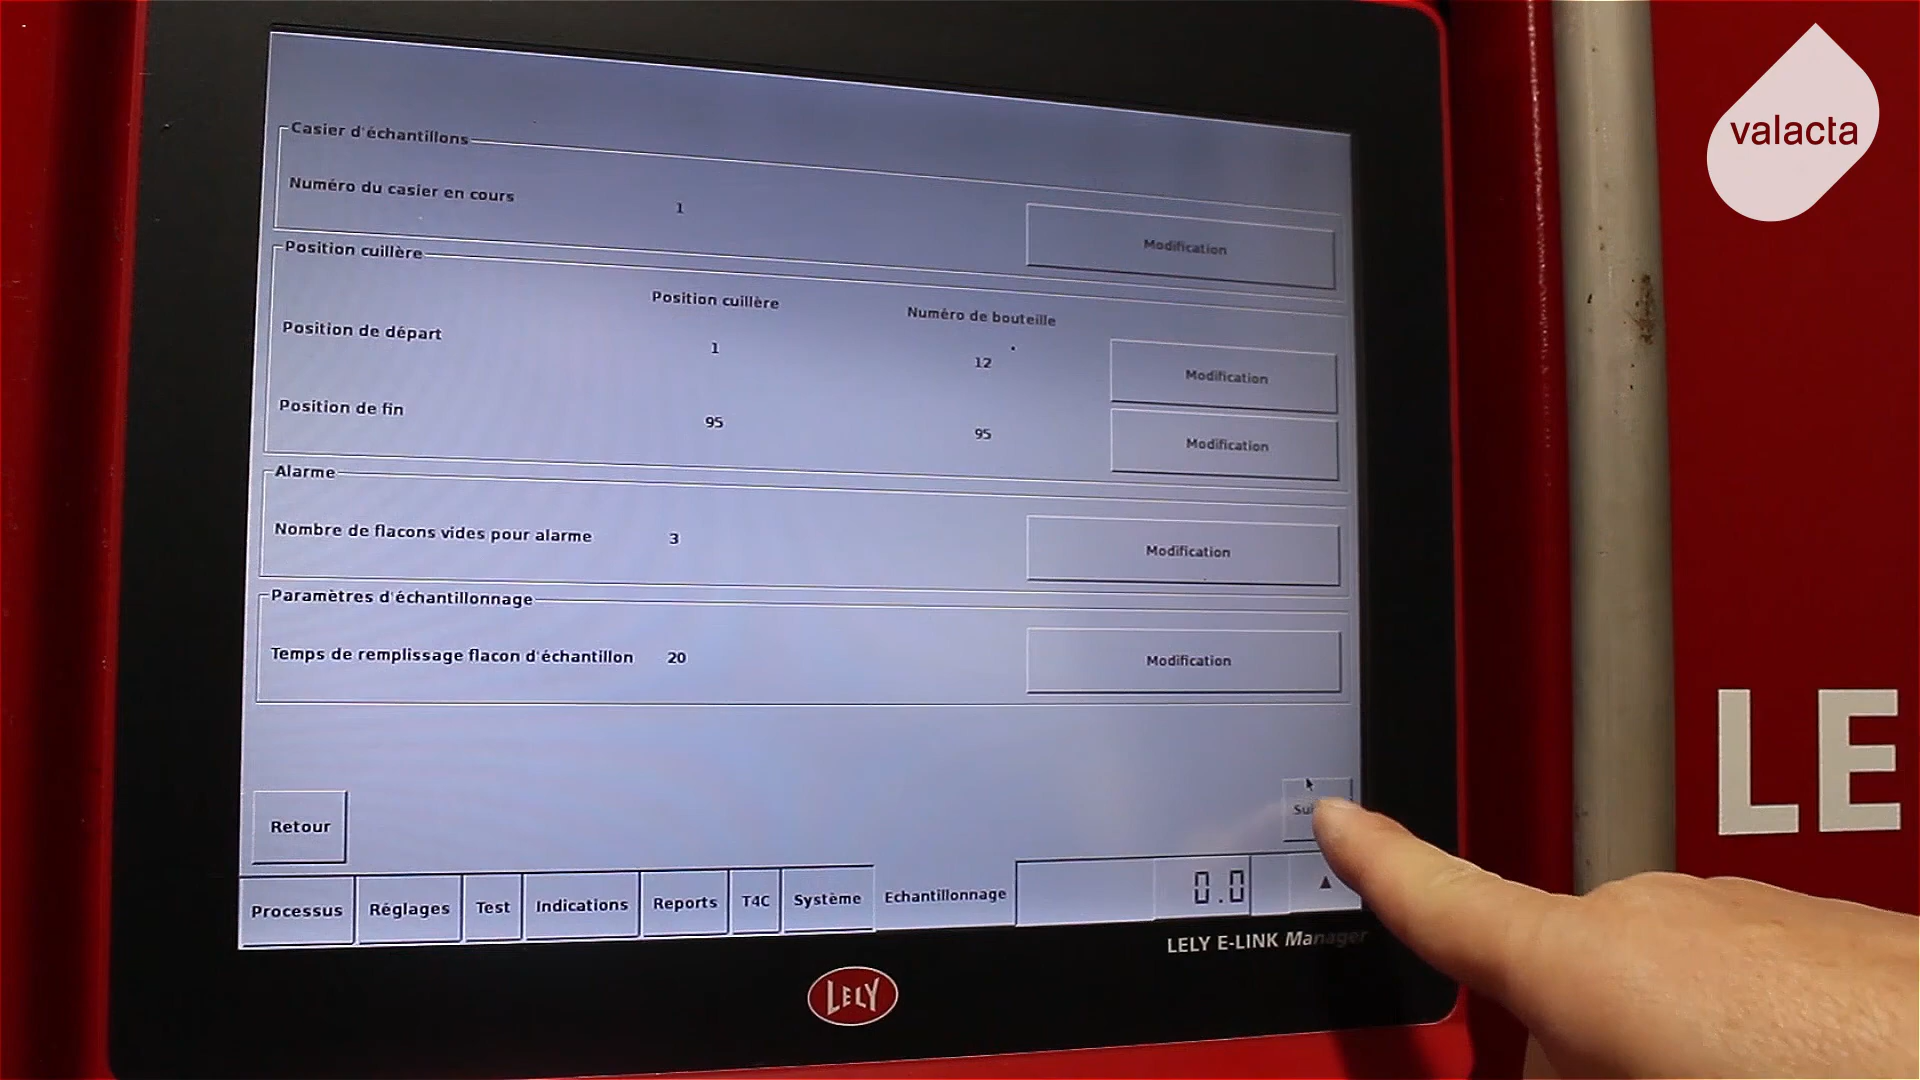 valacta
Casier d'échantillons
Numéro du casier en cours 1 Modification
Position cuillère
Position cuillère Numéro de bouteille
Position de départ 1 12 Modification
Position de fin 95 95 Modification
Alarme
Nombre de flacons vides pour alarme 3 Modification
Paramètres d'échantillonnage
Temps de remplissage flacon d'échantillon 20 Modification
Retour
Processus Réglages Test Indications Reports T4C Système Echantillonnage 0.0
LELY E-LINK Manager
LELY
LE